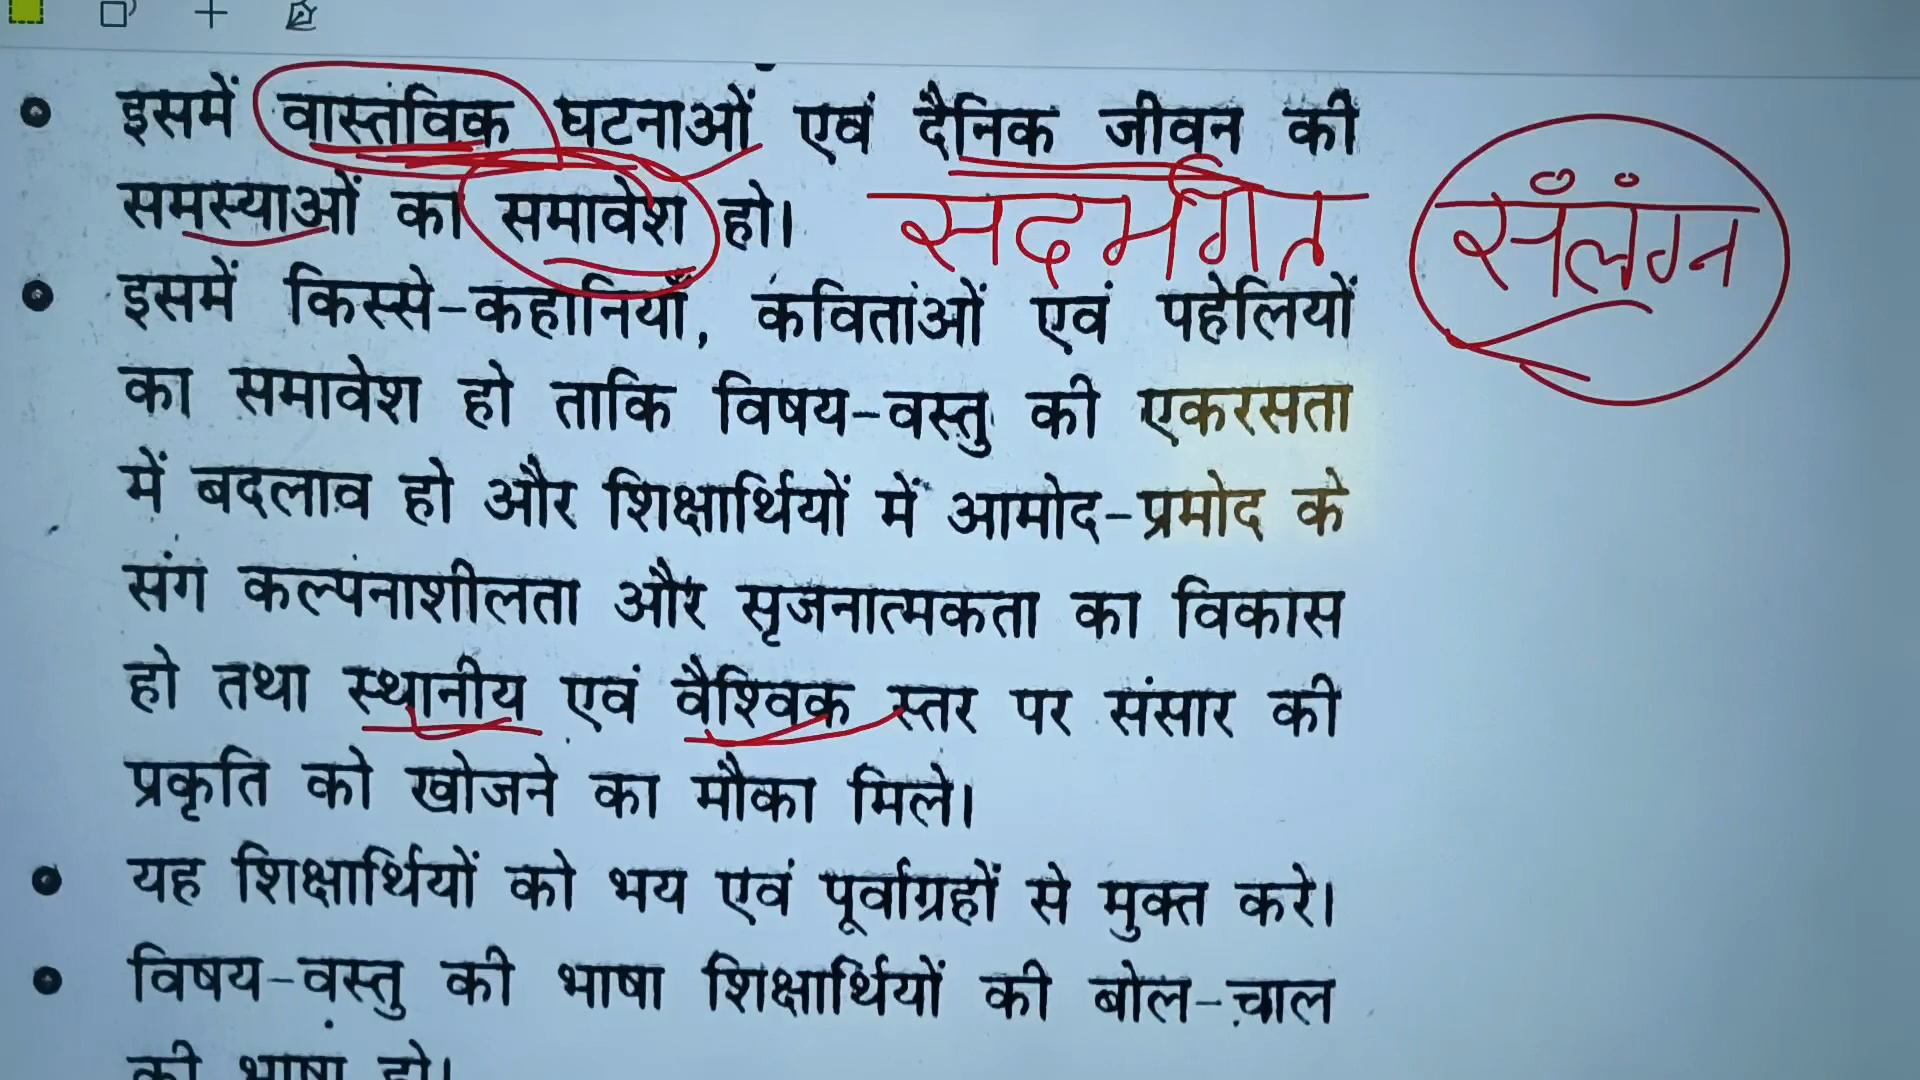 इसमें वास्तविक घटनाओं एवं दैनिक जीवन की
समस्याओं का समावेश हो।
सदर्मगत
सँलंग्न
इसमें किस्से-कहानियाँ, कविताओं एवं पहेलियों
का समावेश हो ताकि विषय-वस्तु की एकरसता
में बदलाव हो और शिक्षार्थियों में आमोद-प्रमोद के
संग कल्पनाशीलता और सृजनात्मकता का विकास
हो तथा स्थानीय एवं वैश्विक स्तर पर संसार की
प्रकृति को खोजने का मौका मिले।
यह शिक्षार्थियों को भय एवं पूर्वाग्रहों से मुक्त करे।
विषय-वस्तु की भाषा शिक्षार्थियों की बोल-चाल
की भाषा हो।